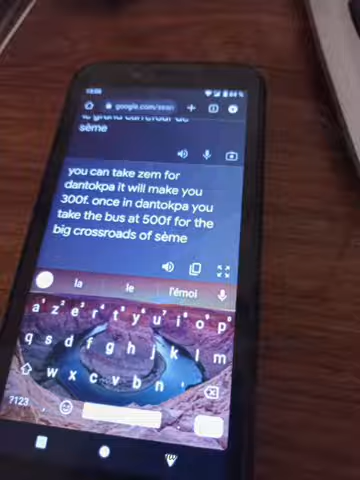 google.com/sear
le grand carrefour de
sème
you can take zem for
dantokpa it will make you
300f. once in dantokpa you
take the bus at 500f for the
big crossroads of sème
la le l'émoi
a z e r t y u i o p
q s d f g h j k l m
w x c v b n '
?123 ,